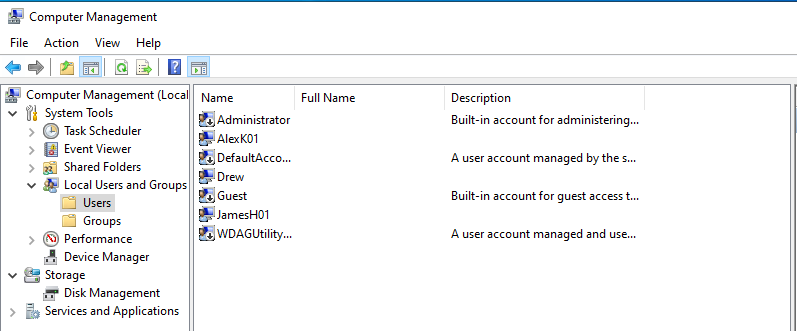 Computer Management
File Action View Help
Computer Management (Local
System Tools
Task Scheduler
Event Viewer
Shared Folders
Local Users and Groups
Users
Groups
Performance
Device Manager
Storage
Disk Management
Services and Applications
Name Full Name Description
Administrator Built-in account for administering...
AlexK01
DefaultAcco... A user account managed by the s...
Drew
Guest Built-in account for guest access t...
JamesH01
WDAGUtility... A user account managed and use...